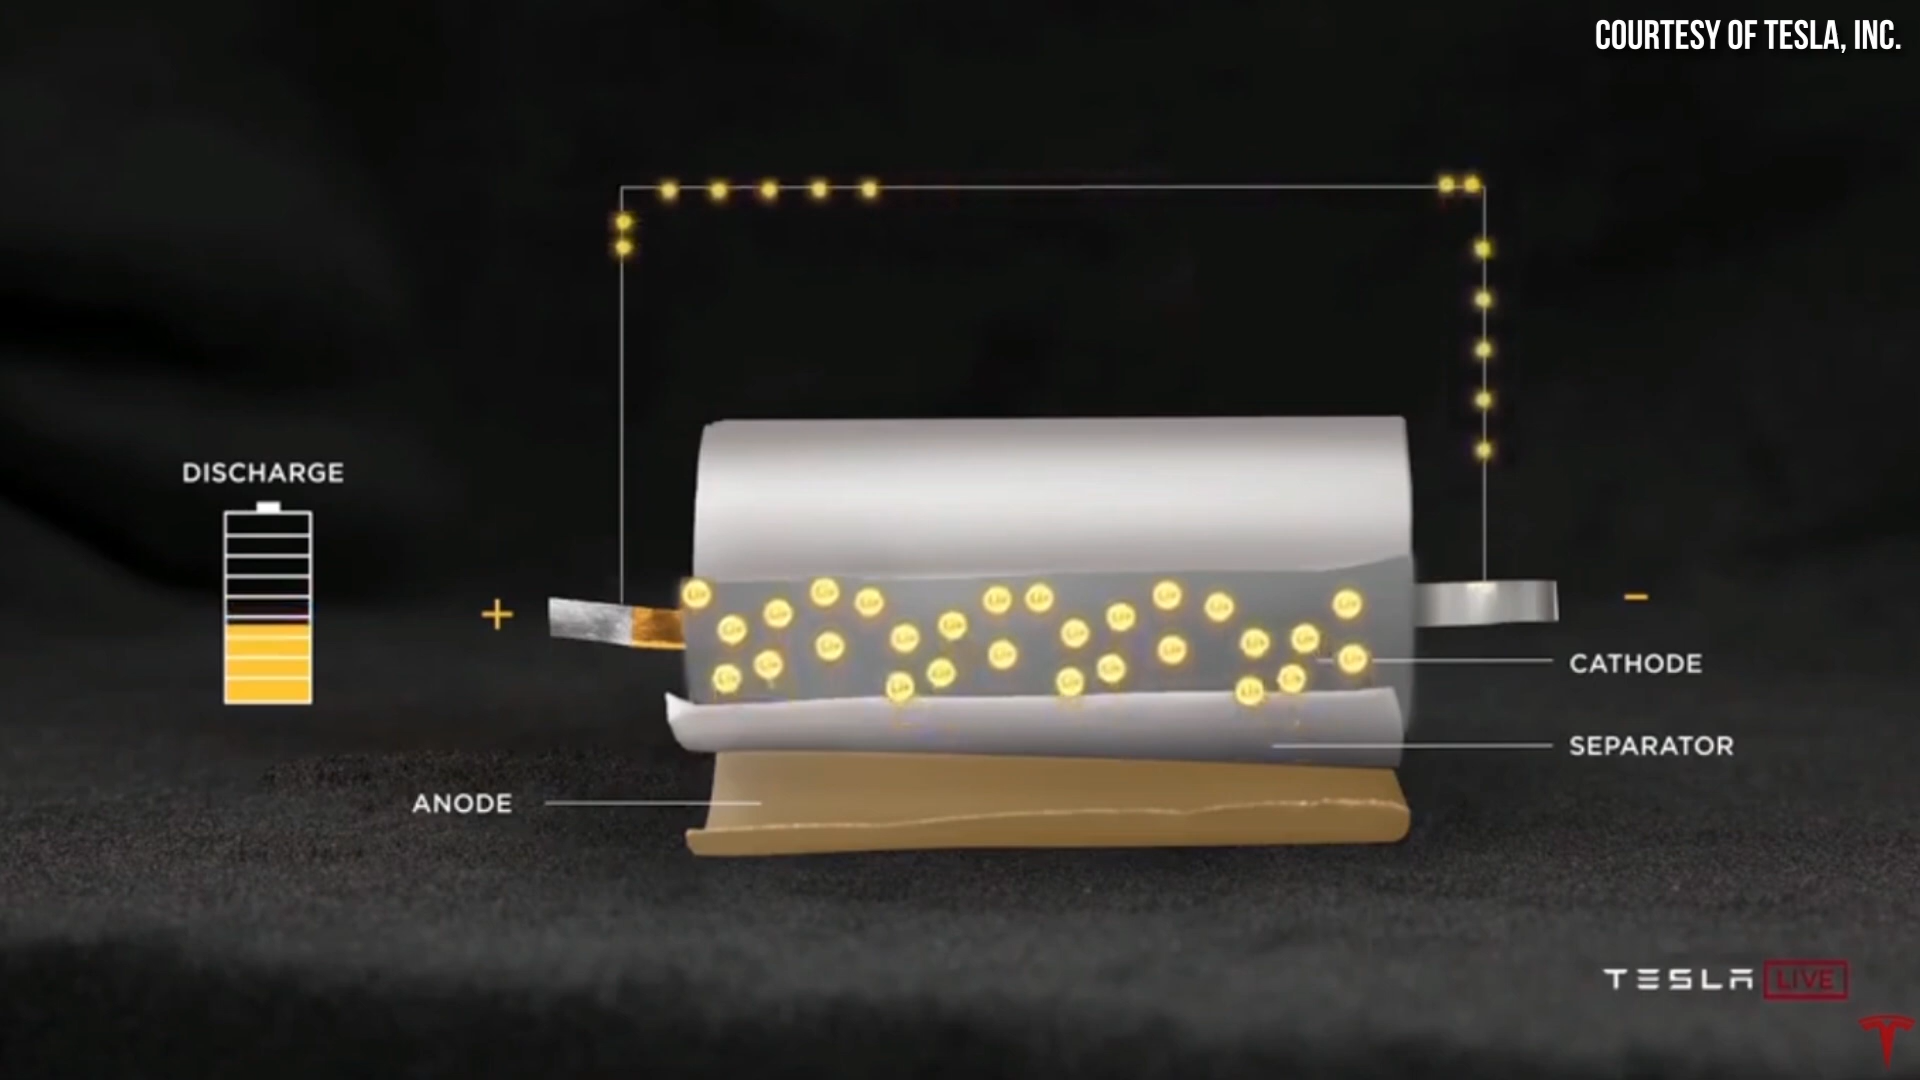 COURTESY OF TESLA, INC.
DISCHARGE
+
-
CATHODE
SEPARATOR
ANODE
TESLA LIVE